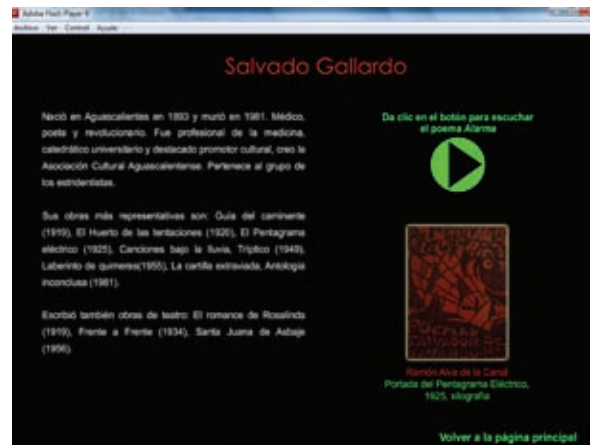 Adobe Flash Player 9
Archivo Ver Control Ayuda
Salvado Gallardo
Nació en Aguascalientes en 1893 y murió en 1981. Médico,
poeta y revolucionario. Fue profesional de la medicina,
catedrático universitario y destacado promotor cultural, creo la
Asociación Cultural Aguascalentense. Pertenece al grupo de
los estridentistas.
Sus obras más representativas son: Guía del caminante
(1919), El Huerto de las tentaciones (1920), El Pentagrama
eléctrico (1925), Canciones bajo la lluvia, Tríptico (1949),
Laberinto de quimeras(1955), La cartilla extraviada, Antología
inconclusa (1981).
Escribió también obras de teatro: El romance de Rosalinda
(1919), Frente a Frente (1934), Santa Juana de Asbaje
(1956).
Da clic en el botón para escuchar
el poema Alarma
Ramón Alva de la Canal
Portada del Pentagrama Eléctrico,
1925, xilografía
Volver a la página principal